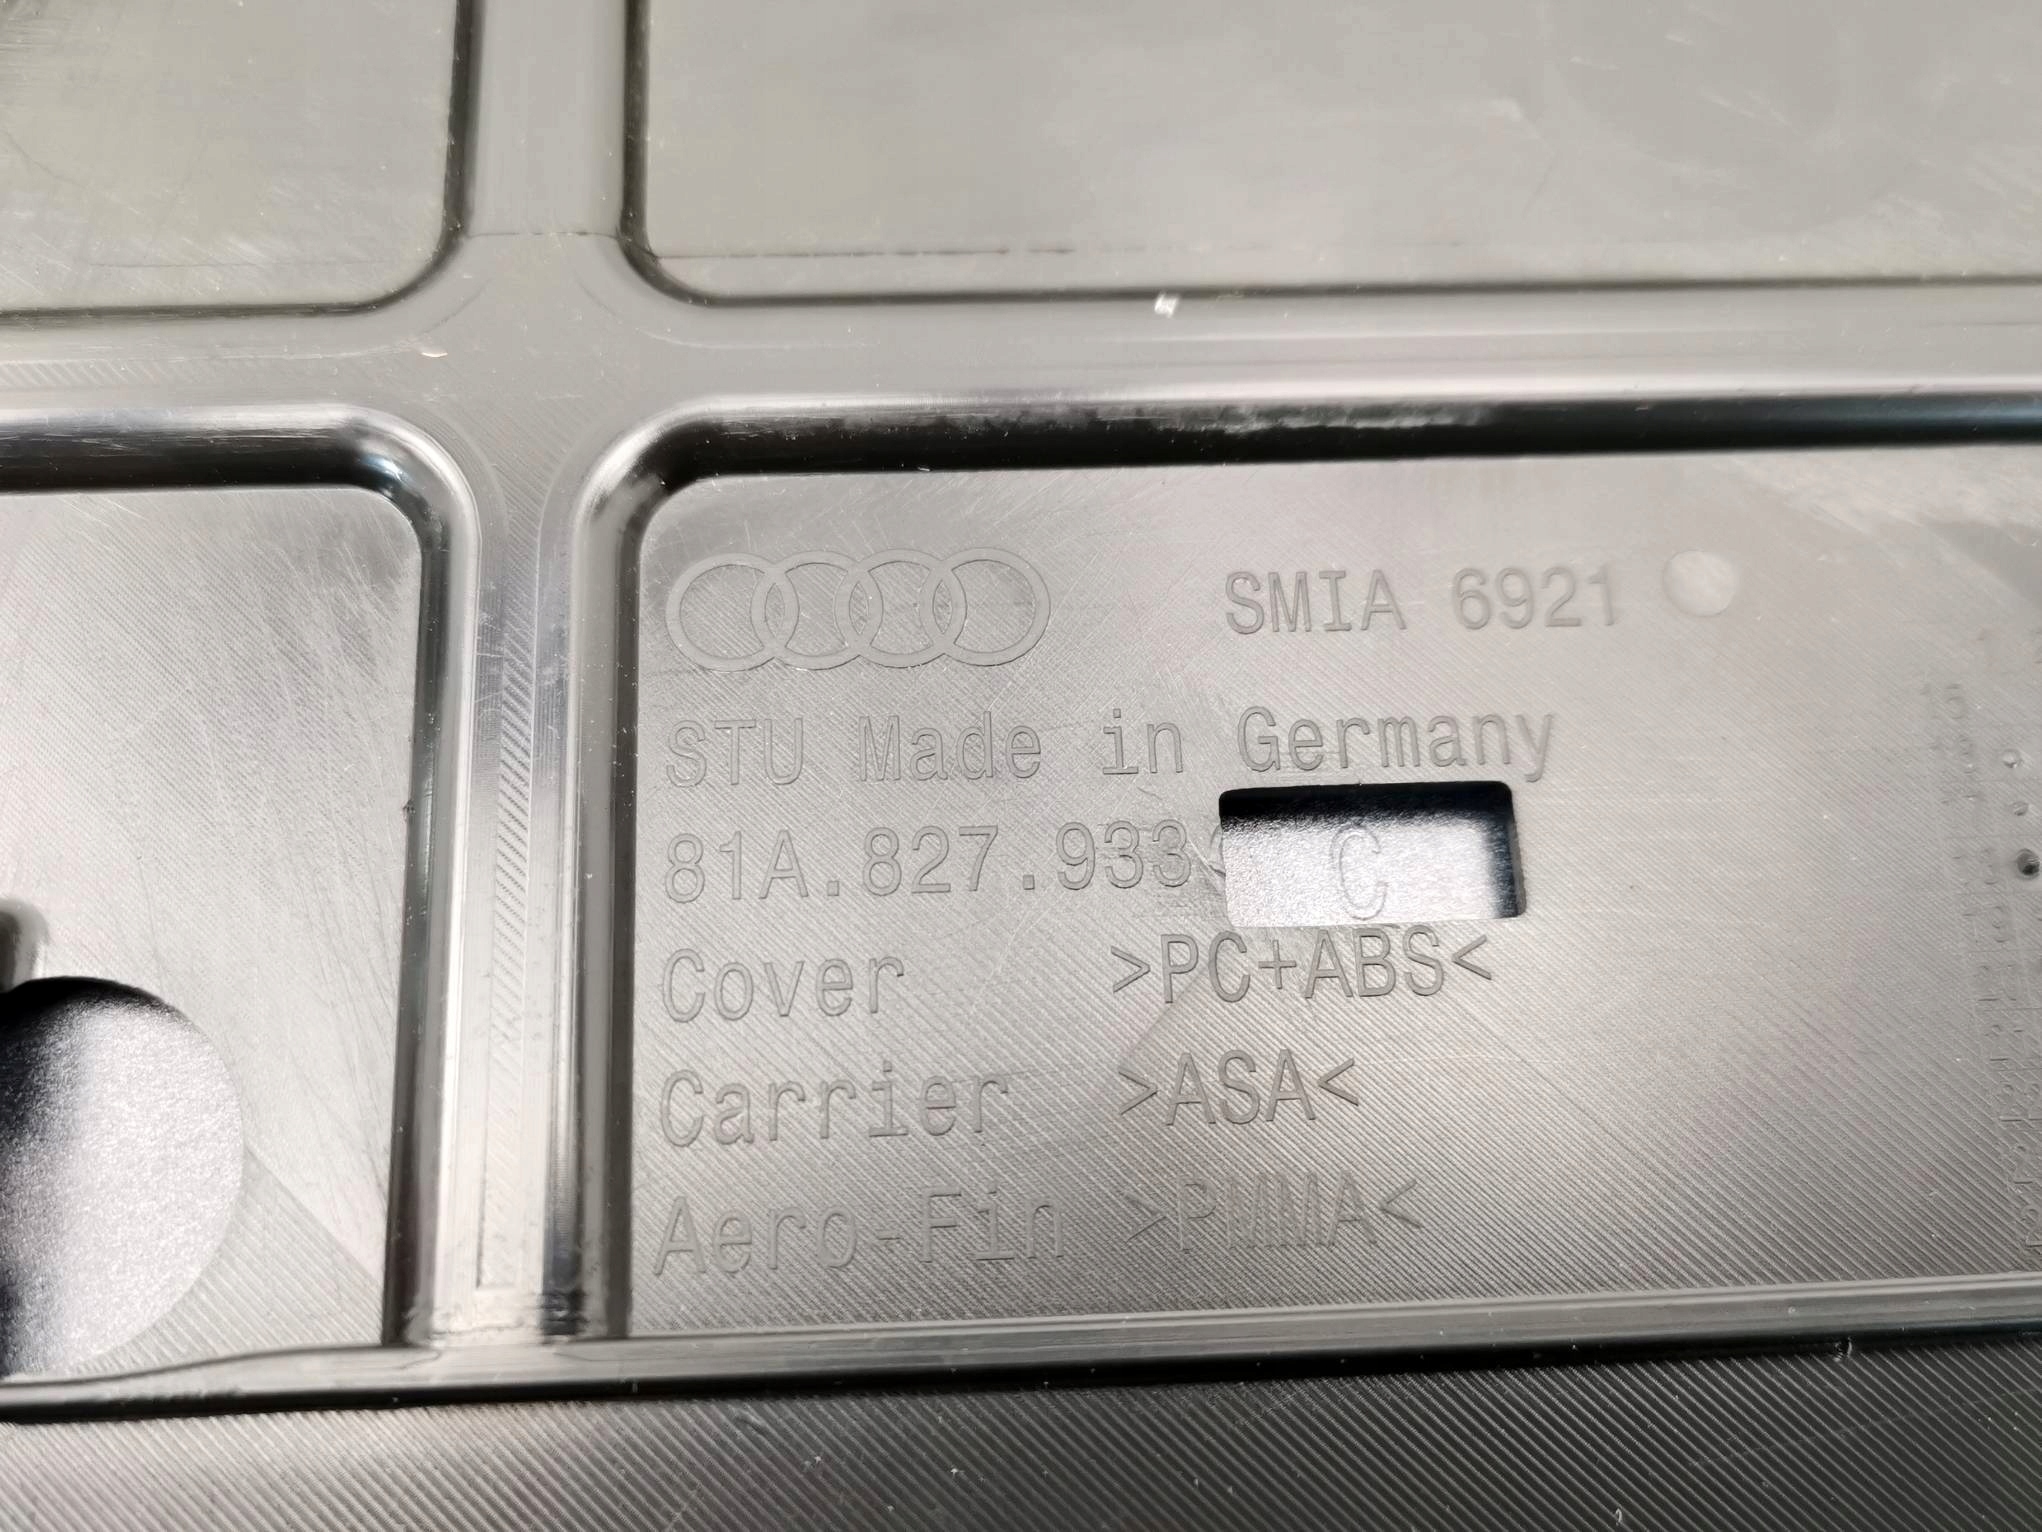 SMIA 6921
STU Made in Germany
81A.827.933 C
Cover >PC+ABS<
Carrier >ASA<
Aero-Fin >PMMA<